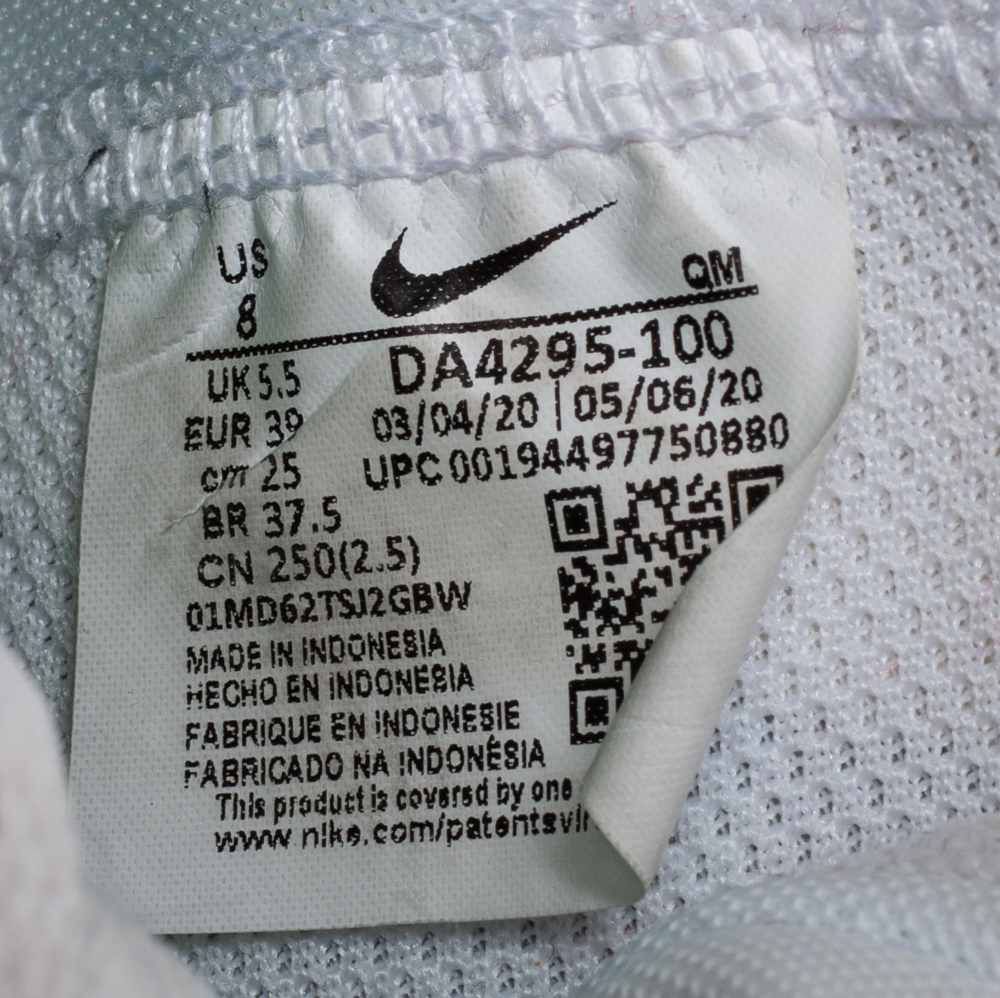 US
8
QM
UK 5.5
EUR 39
cm 25
BR 37.5
CN 250(2.5)
DA4295-100
03/04/20 | 05/06/20
UPC 00194497750880
01MD62TSJ2GBW
MADE IN INDONESIA
HECHO EN INDONESIA
FABRIQUE EN INDONESIE
FABRICADO NA INDONÉSIA
This product is covered by one
www.nike.com/patents